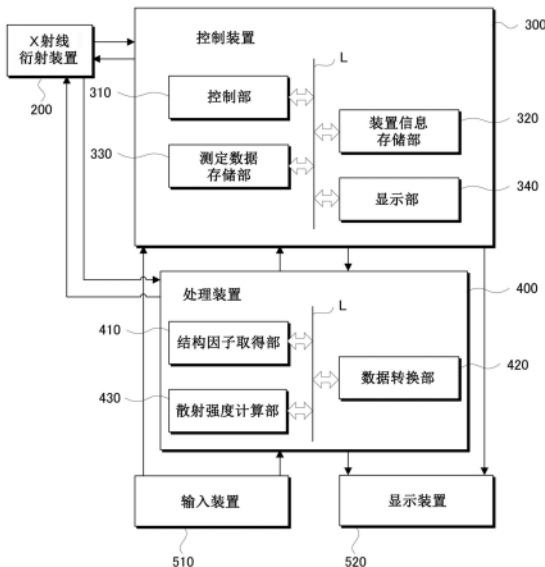 X射线
衍射装置
200
控制装置
300
L
310
控制部
装置信息
存储部
320
330
测定数据
存储部
显示部
340
处理装置
400
L
410
结构因子取得部
数据转换部
420
430
散射强度计算部
输入装置
显示装置
510
520